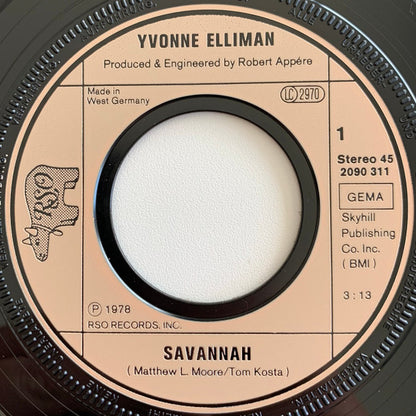 YVONNE ELLIMAN
Produced & Engineered by Robert Appére
Made in
West Germany
LC 2970
1
Stereo 45
2090 311
GEMA
Skyhill
Publishing
Co. Inc.
( BMI )
3 : 13
RSO
Ⓟ 1978
RSO RECORDS, INC.
SAVANNAH
( Matthew L. Moore/Tom Kosta )